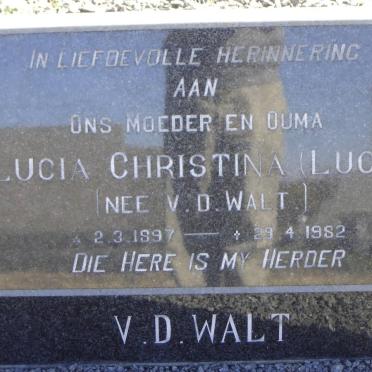 IN LIEFDEVOLLE HERINNERING
AAN
ONS MOEDER EN OUMA
LUCIA CHRISTINA (LUC
(NEE V.D. WALT.)
* 2.3.1897 — + 29.4.1982
DIE HERE IS MY HERDER
V.D. WALT